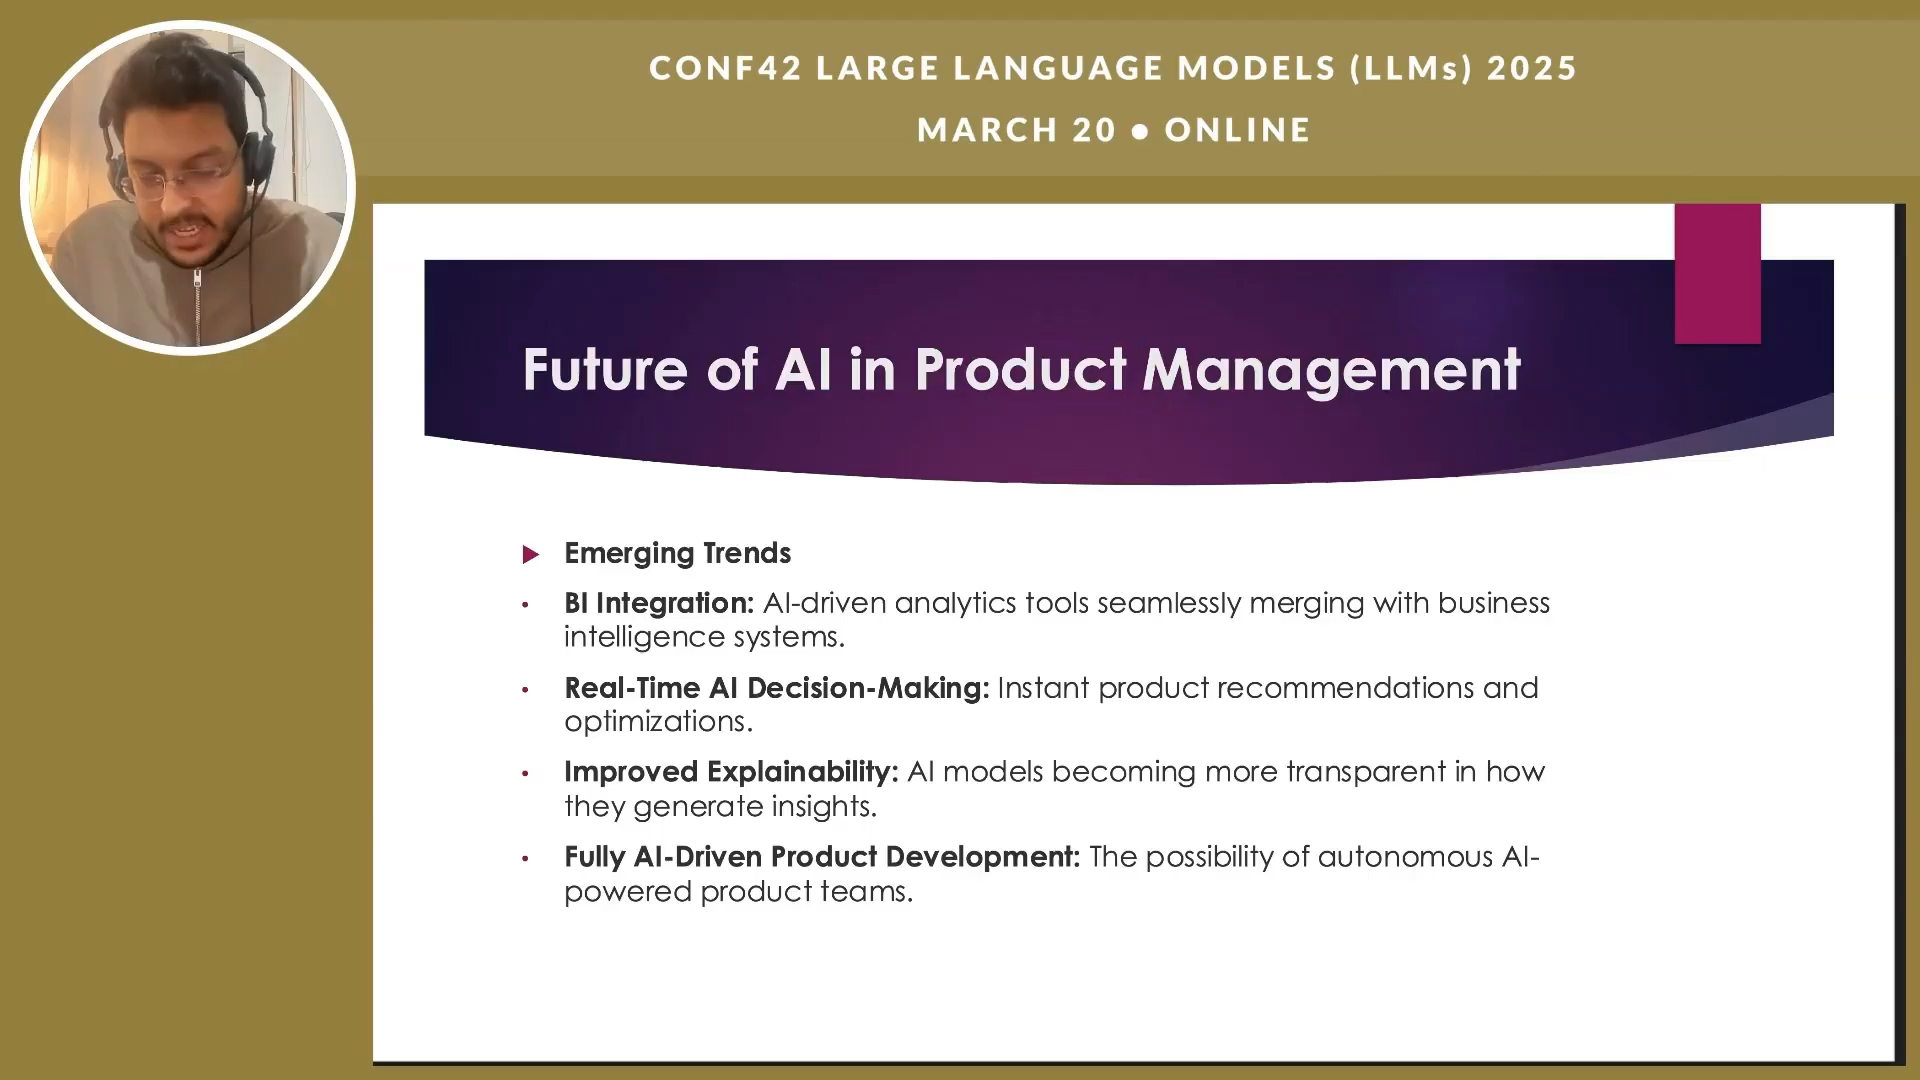 CONF42 LARGE LANGUAGE MODELS (LLMs) 2025
MARCH 20 ● ONLINE
Future of AI in Product Management
Emerging Trends
BI Integration: AI-driven analytics tools seamlessly merging with business
intelligence systems.
Real-Time AI Decision-Making: Instant product recommendations and
optimizations.
Improved Explainability: AI models becoming more transparent in how
they generate insights.
Fully AI-Driven Product Development: The possibility of autonomous AI-
powered product teams.